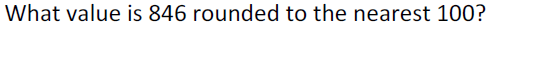 What value is 846 rounded to the nearest 100?